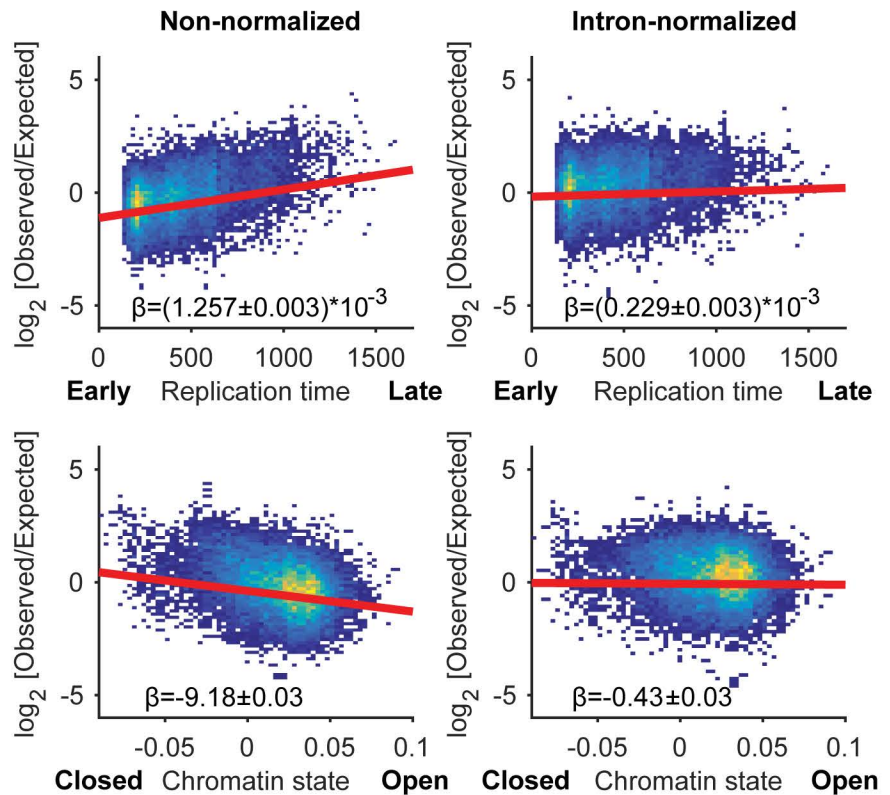 Non-normalized
Intron-normalized
log2 [Observed/Expected]
5
0
-5
β=(1.257±0.003)*10-3
0 500 1000 1500
Early Replication time Late
log2 [Observed/Expected]
5
0
-5
β=(0.229±0.003)*10-3
0 500 1000 1500
Early Replication time Late
log2 [Observed/Expected]
5
0
-5
β=-9.18±0.03
-0.05 0 0.05 0.1
Closed Chromatin state Open
log2 [Observed/Expected]
5
0
-5
β=-0.43±0.03
-0.05 0 0.05 0.1
Closed Chromatin state Open